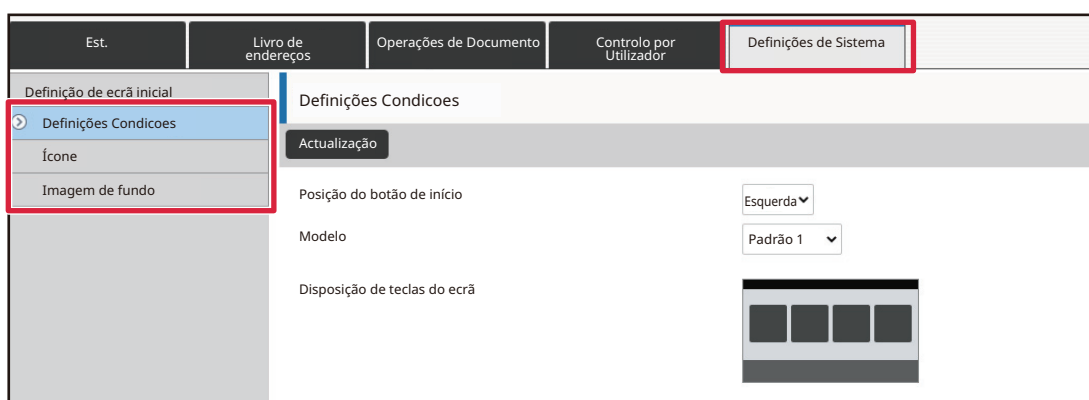 Est.
Livro de
endereços
Operações de Documento
Controlo por
Utilizador
Definições de Sistema
Definição de ecrã inicial
Definições Condicoes
Ícone
Imagem de fundo
Definições Condicoes
Actualização
Posição do botão de início
Esquerda
Modelo
Padrão 1
Disposição de teclas do ecrã